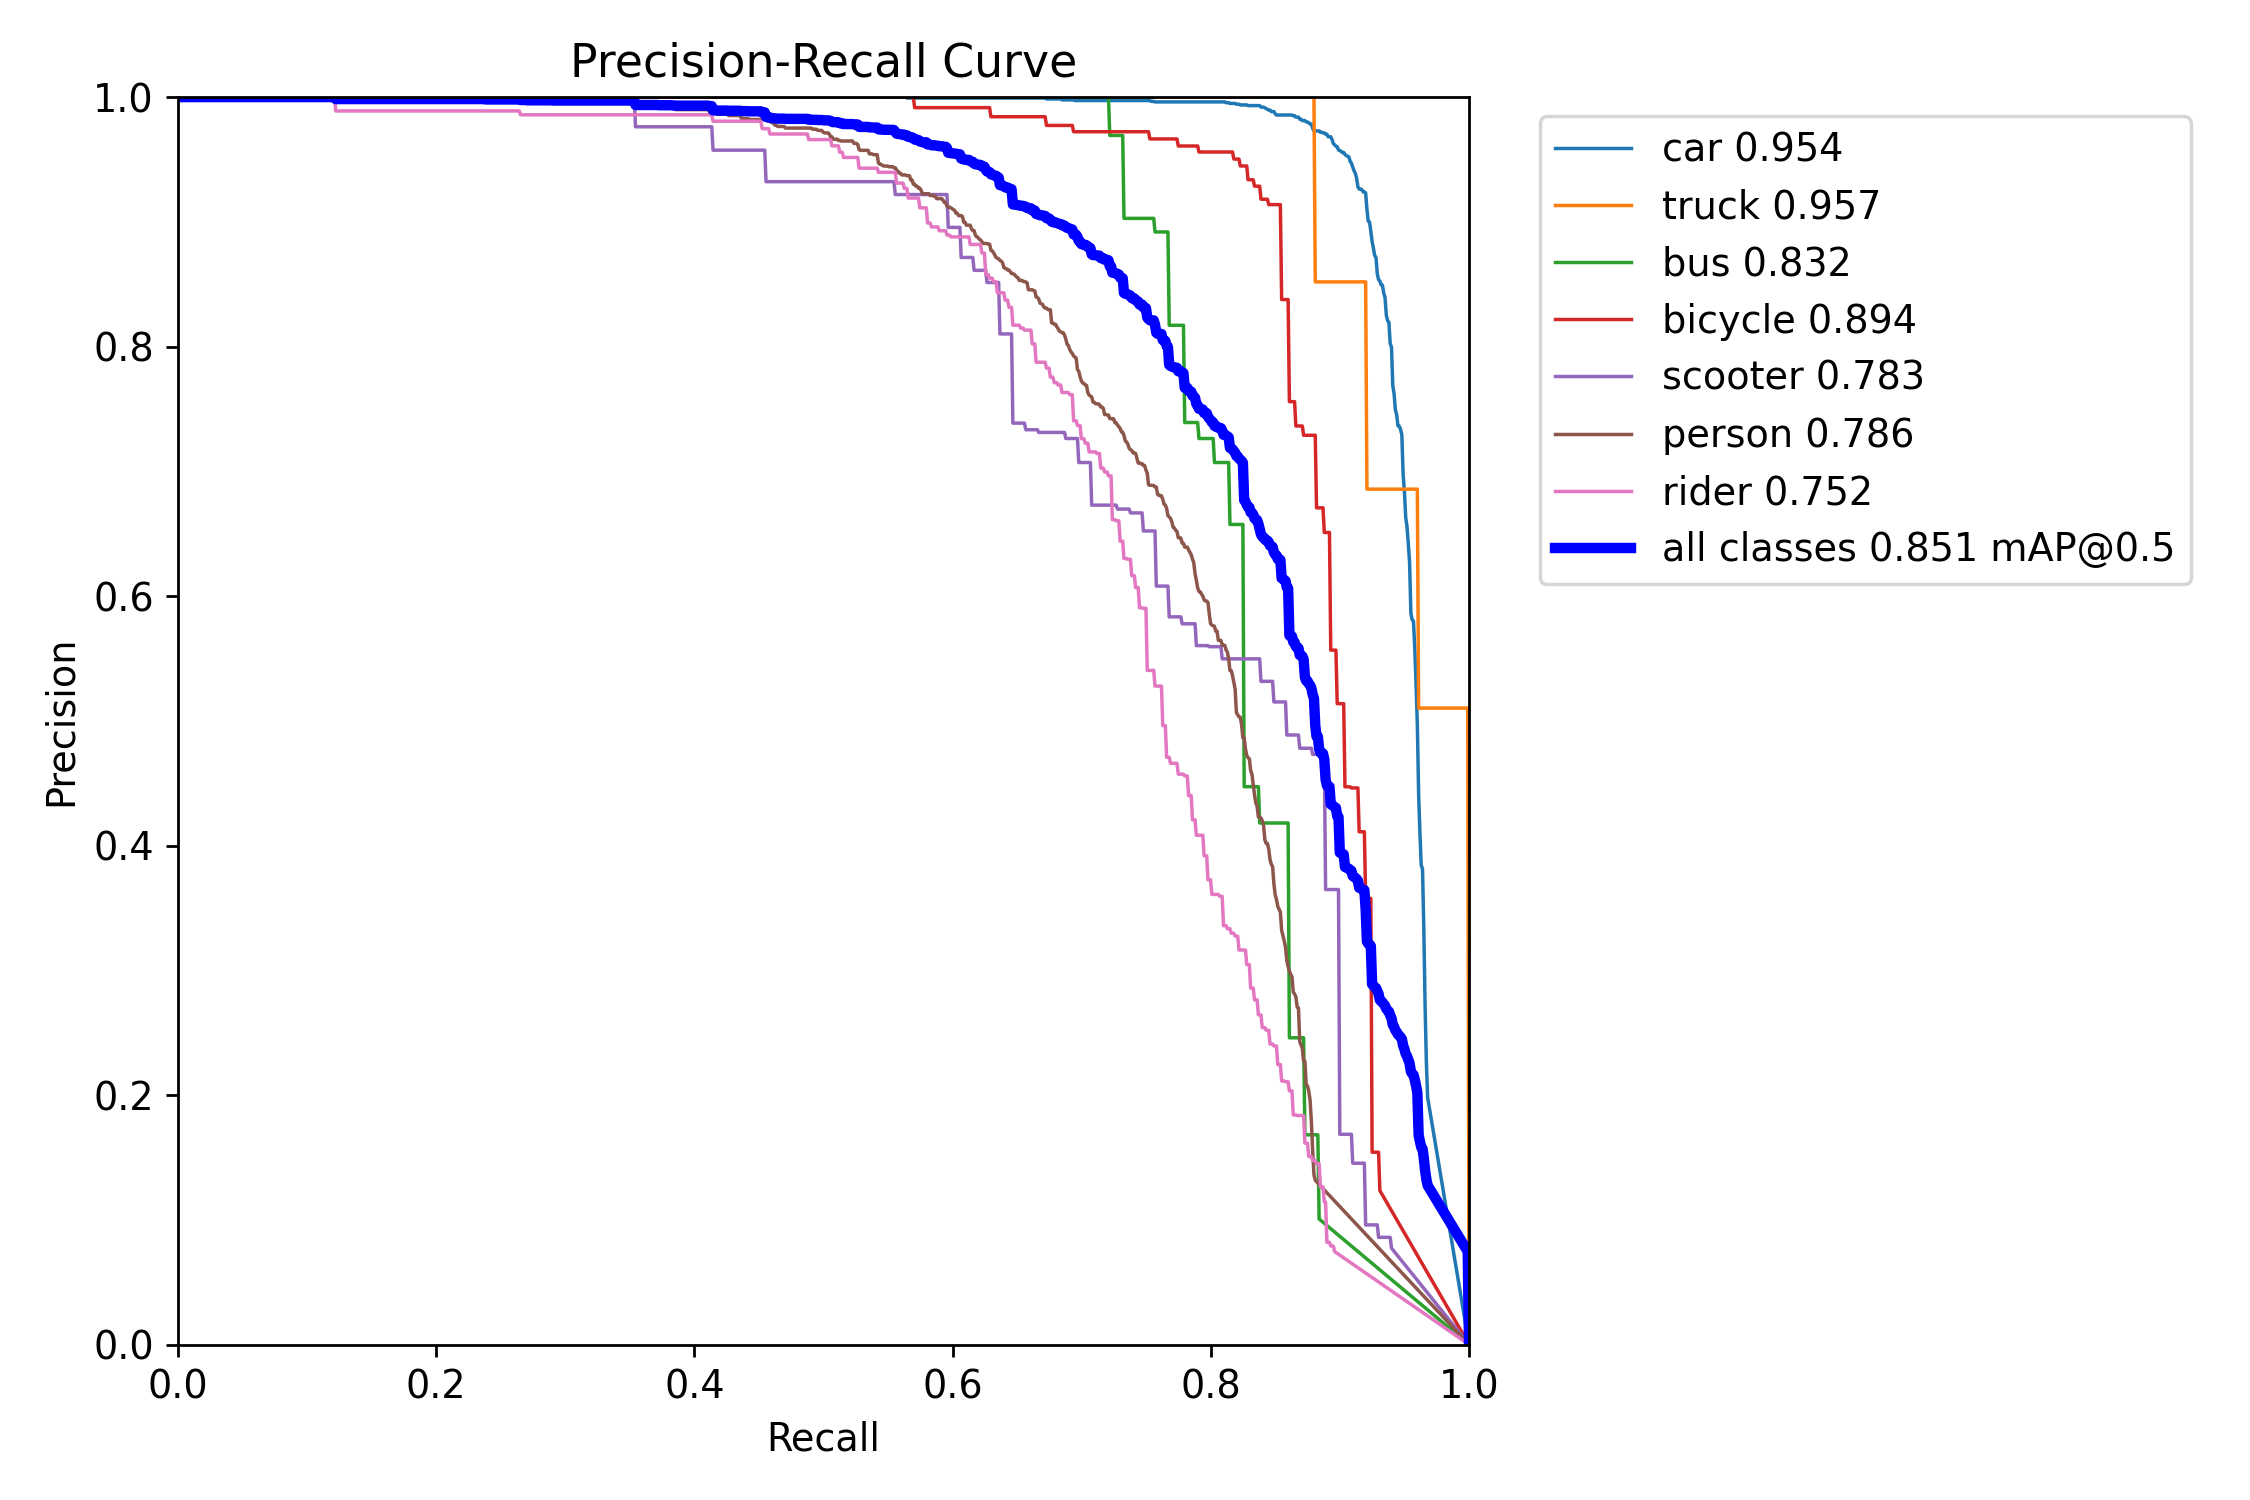 Precision-Recall Curve
1.0
0.8
0.6
0.4
0.2
0.0
Precision
0.0 0.2 0.4 0.6 0.8 1.0
Recall
car 0.954
truck 0.957
bus 0.832
bicycle 0.894
scooter 0.783
person 0.786
rider 0.752
all classes 0.851 mAP@0.5